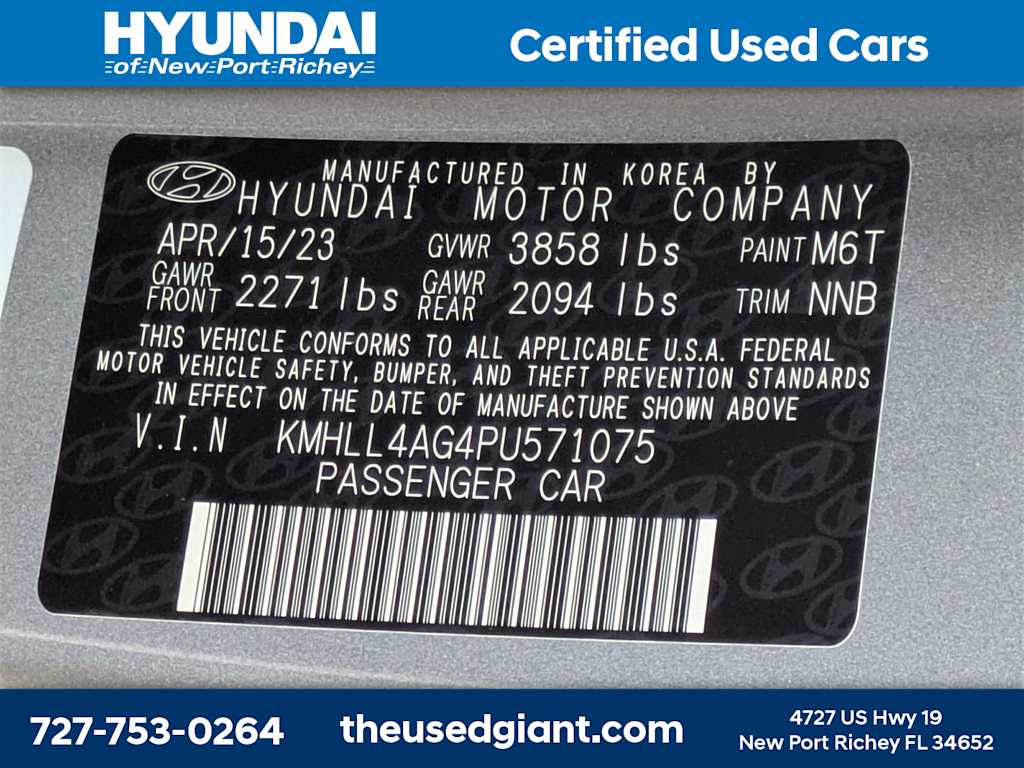 HYUNDAI
of New Port Richey
Certified Used Cars
MANUFACTURED IN KOREA BY
HYUNDAI MOTOR COMPANY
APR/15/23 GVWR 3858 lbs PAINT M6T
GAWR FRONT 2271 lbs GAWR REAR 2094 lbs TRIM NNB
THIS VEHICLE CONFORMS TO ALL APPLICABLE U.S.A. FEDERAL
MOTOR VEHICLE SAFETY, BUMPER, AND THEFT PREVENTION STANDARDS
IN EFFECT ON THE DATE OF MANUFACTURE SHOWN ABOVE
V.I.N KMHLL4AG4PU571075
PASSENGER CAR
727-753-0264
theusedgiant.com
4727 US Hwy 19
New Port Richey FL 34652